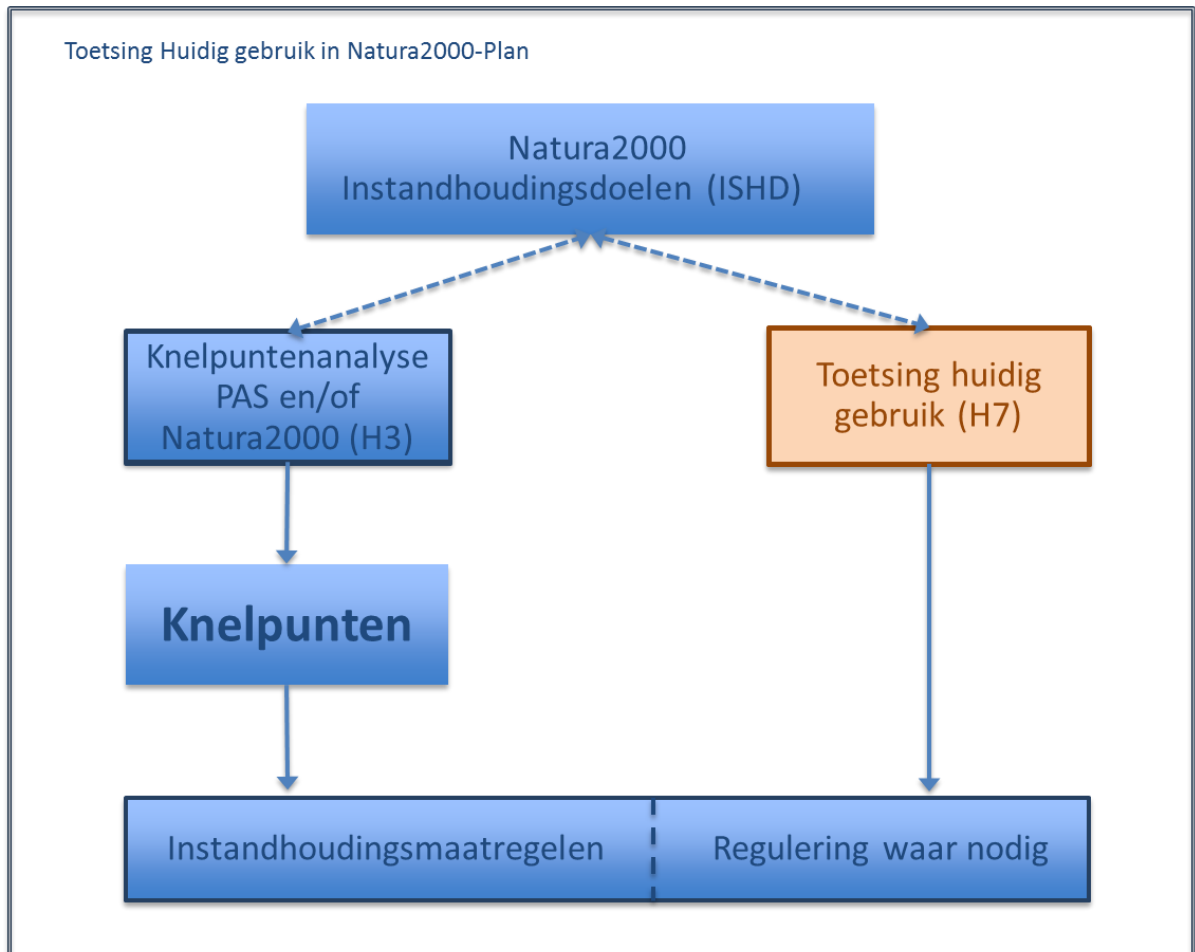 Toetsing Huidig gebruik in Natura2000-Plan
Natura2000
Instandhoudingsdoelen (ISHD)
Knelpuntenanalyse
PAS en/of
Natura2000 (H3)
Toetsing huidig
gebruik (H7)
Knelpunten
Instandhoudingsmaatregelen
Regulering waar nodig